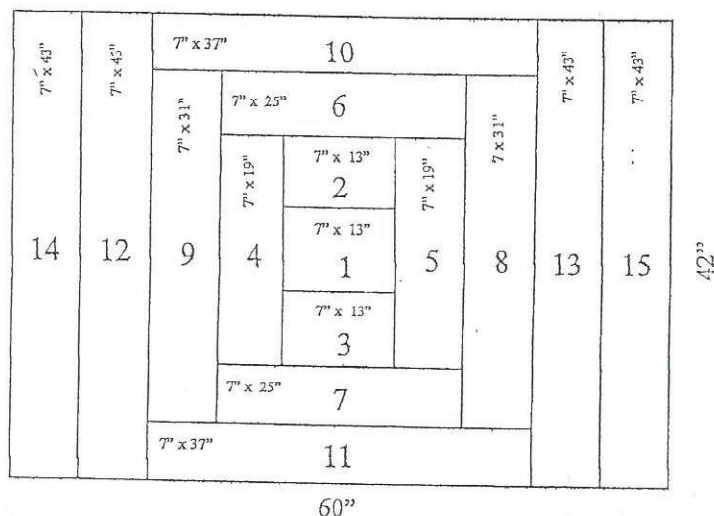 7" x 43"
7" x 43"
7" x 37"
10
7" x 43"
7" x 43"
7" x 31"
7" x 25"
6
7 x 31"
7" x 19"
7" x 13"
2
7" x 19"
14
12
9
4
7" x 13"
1
5
8
13
15
42"
7" x 13"
3
7" x 25"
7
7" x 37"
11
60"